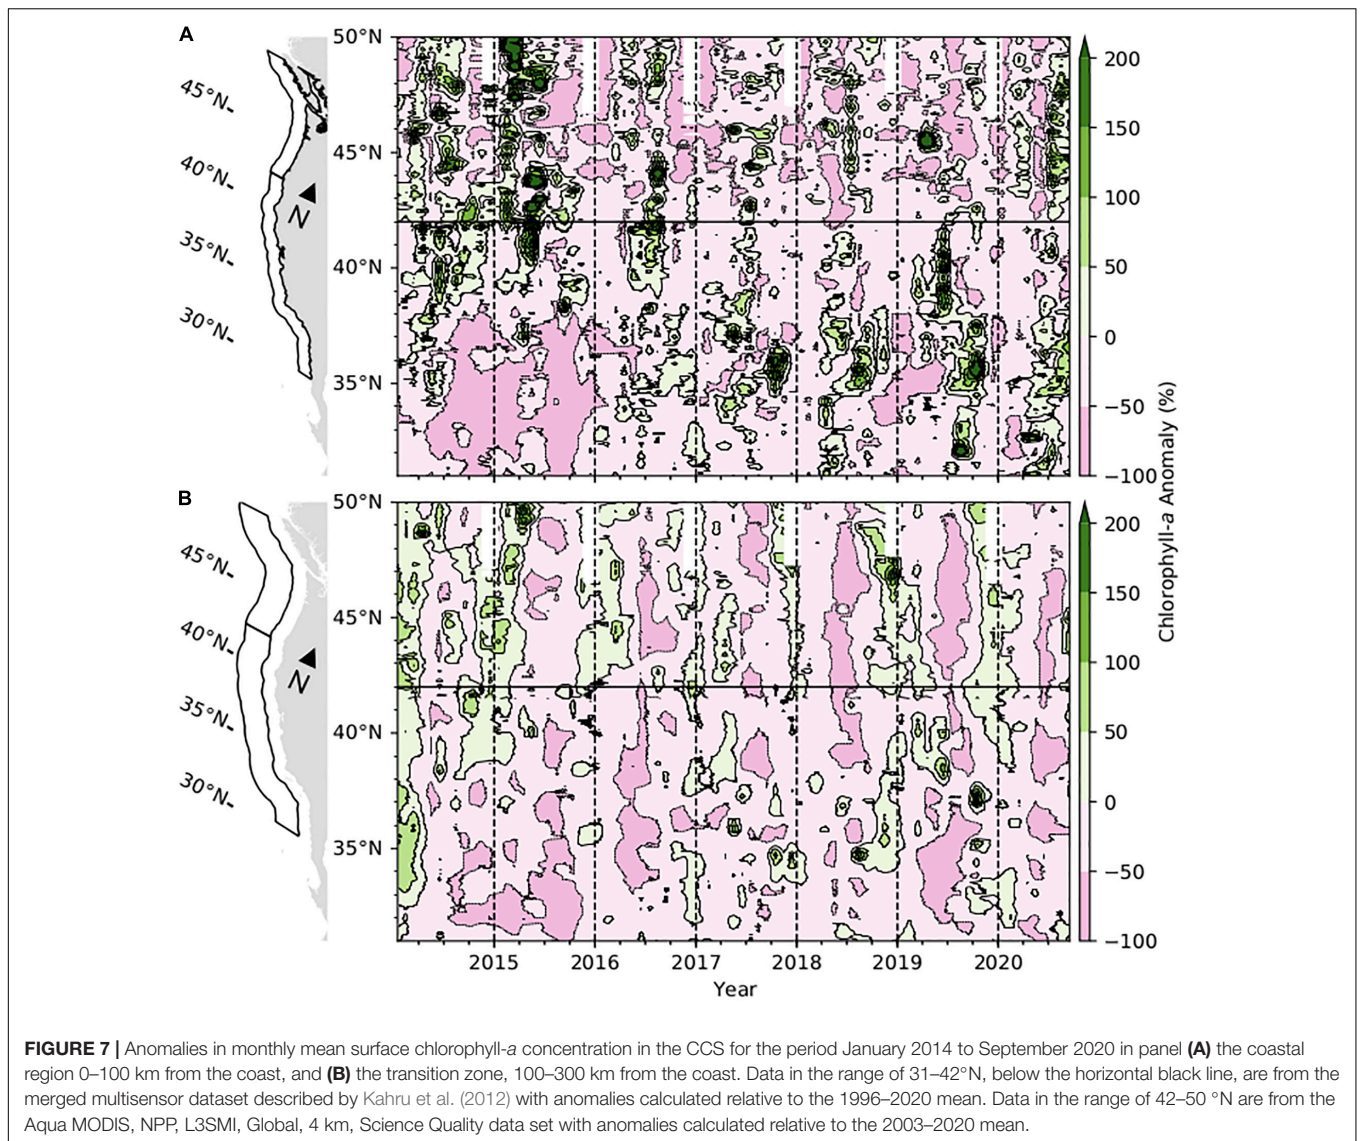 A
50°N
45°N
40°N
35°N
45°N
40°N
35°N
30°N
N
200
150
100
50
0
−50
−100
B
50°N
45°N
40°N
35°N
45°N
40°N
35°N
30°N
N
200
150
100
50
0
−50
−100
Chlorophyll-a Anomaly (%)
2015 2016 2017 2018 2019 2020
Year
FIGURE 7 | Anomalies in monthly mean surface chlorophyll-a concentration in the CCS for the period January 2014 to September 2020 in panel (A) the coastal
region 0–100 km from the coast, and (B) the transition zone, 100–300 km from the coast. Data in the range of 31–42°N, below the horizontal black line, are from the
merged multisensor dataset described by Kahru et al. (2012) with anomalies calculated relative to the 1996–2020 mean. Data in the range of 42–50 °N are from the
Aqua MODIS, NPP, L3SMI, Global, 4 km, Science Quality data set with anomalies calculated relative to the 2003–2020 mean.